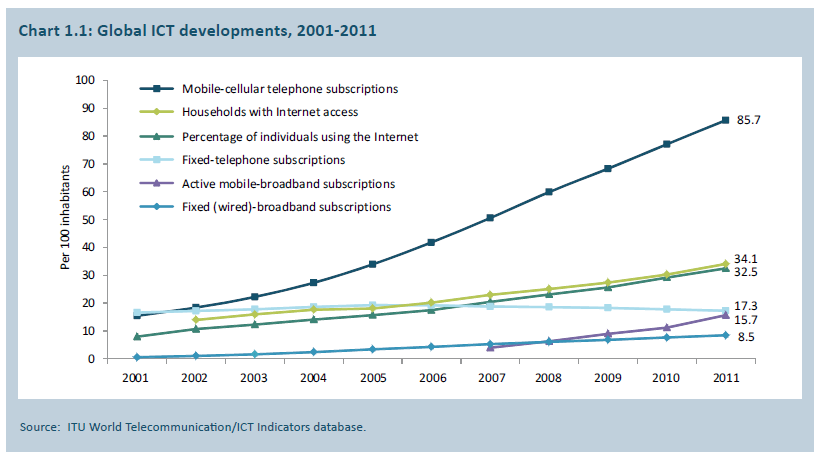 Chart 1.1: Global ICT developments, 2001-2011
100
90
80
70
60
50
40
30
20
10
0
Per 100 inhabitants
Mobile-cellular telephone subscriptions
Households with Internet access
Percentage of individuals using the Internet
Fixed-telephone subscriptions
Active mobile-broadband subscriptions
Fixed (wired)-broadband subscriptions
85.7
34.1
32.5
17.3
15.7
8.5
2001 2002 2003 2004 2005 2006 2007 2008 2009 2010 2011
Source: ITU World Telecommunication/ICT Indicators database.